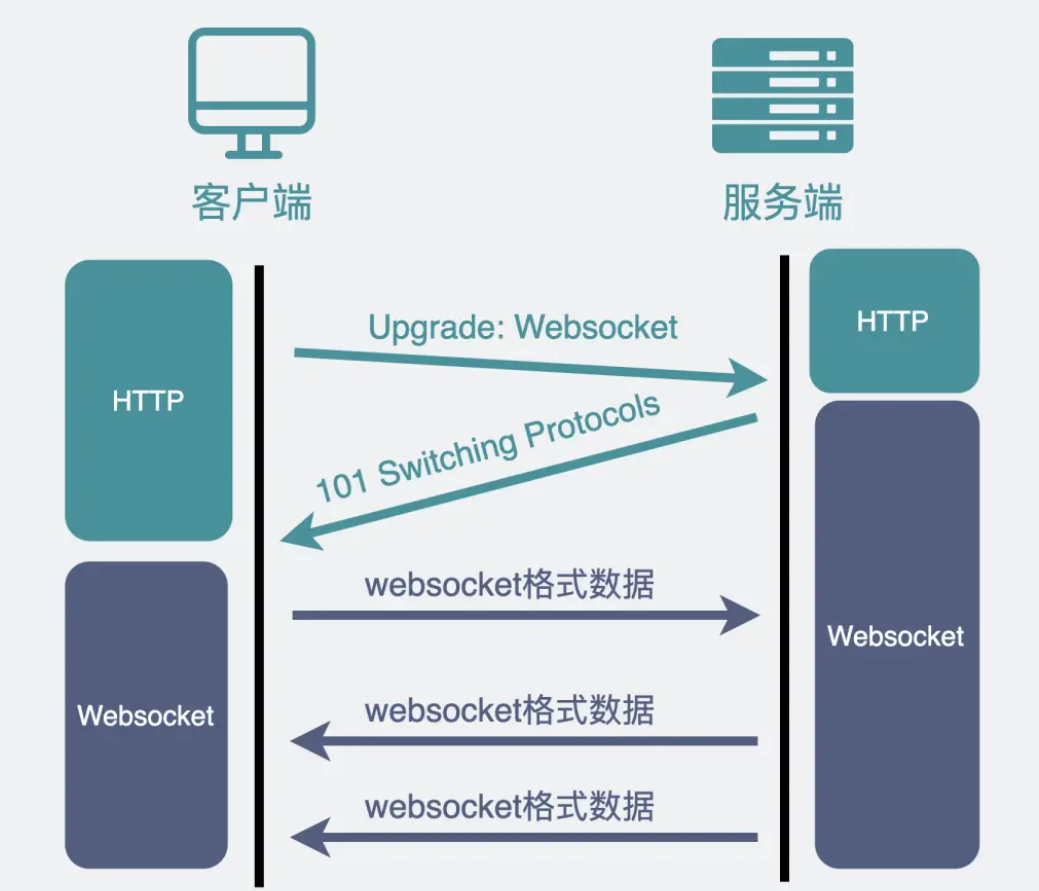 客户端
服务端
HTTP
Upgrade: Websocket
HTTP
101 Switching Protocols
websocket格式数据
Websocket
websocket格式数据
Websocket
websocket格式数据